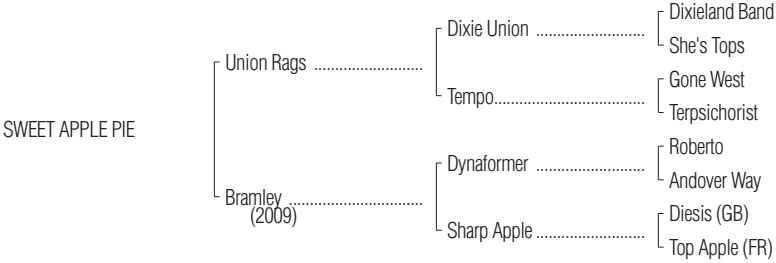 Dixieland Band
Dixie Union ..........................
She's Tops
Union Rags ..........................
Gone West
Tempo....................................
Terpsichorist
SWEET APPLE PIE
Roberto
Dynaformer ..........................
Andover Way
Bramley ................................
(2009)
Diesis (GB)
Sharp Apple ..........................
Top Apple (FR)